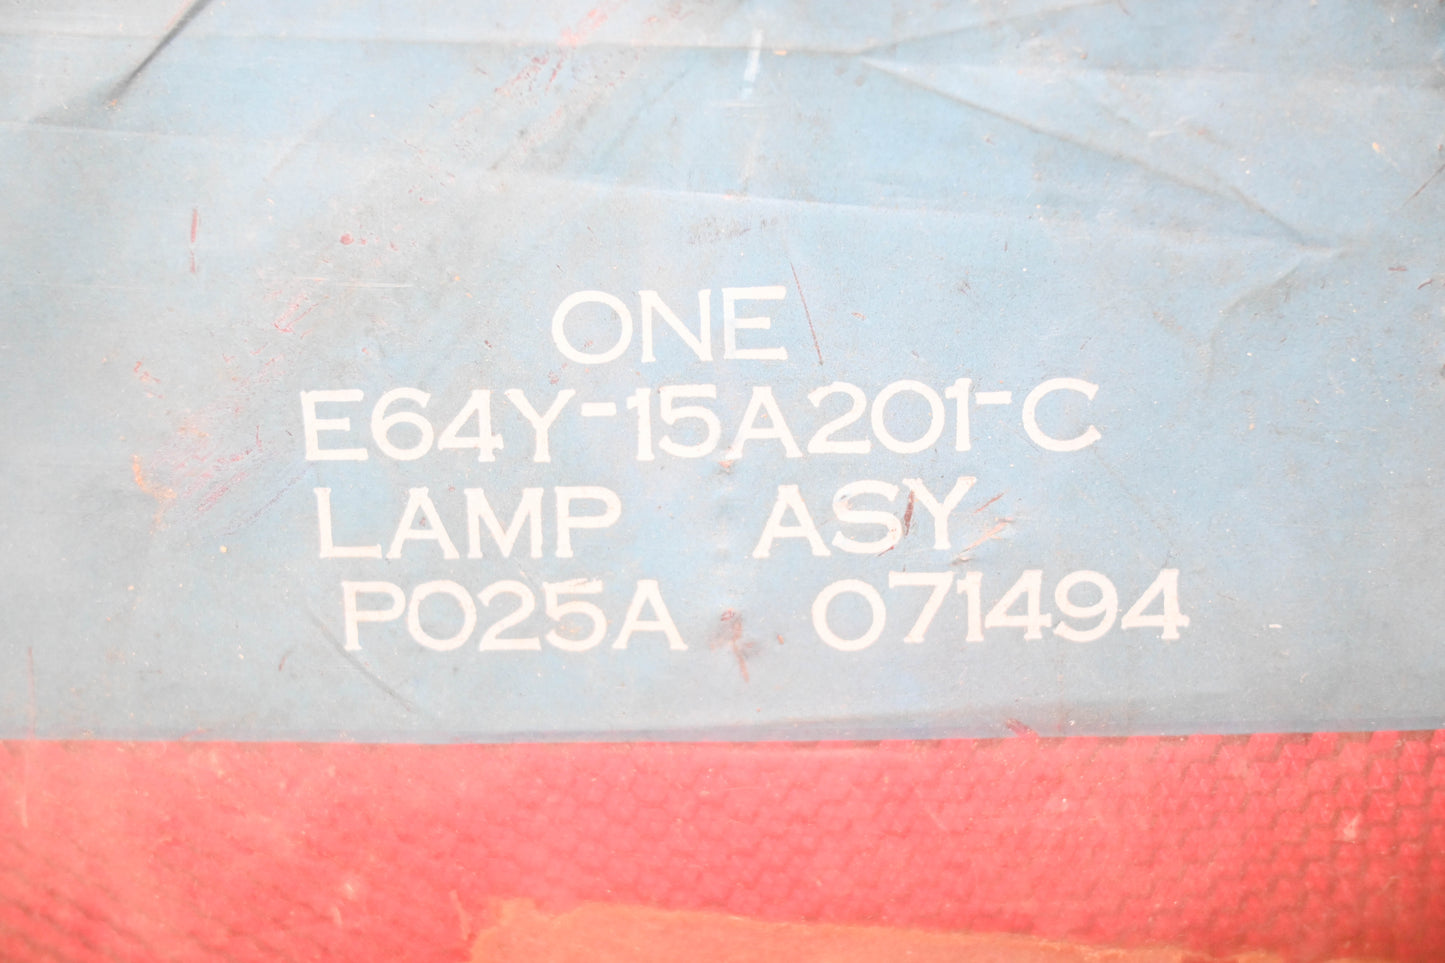 ONE
E64Y-15A201-C
LAMP ASY
P025A 071494